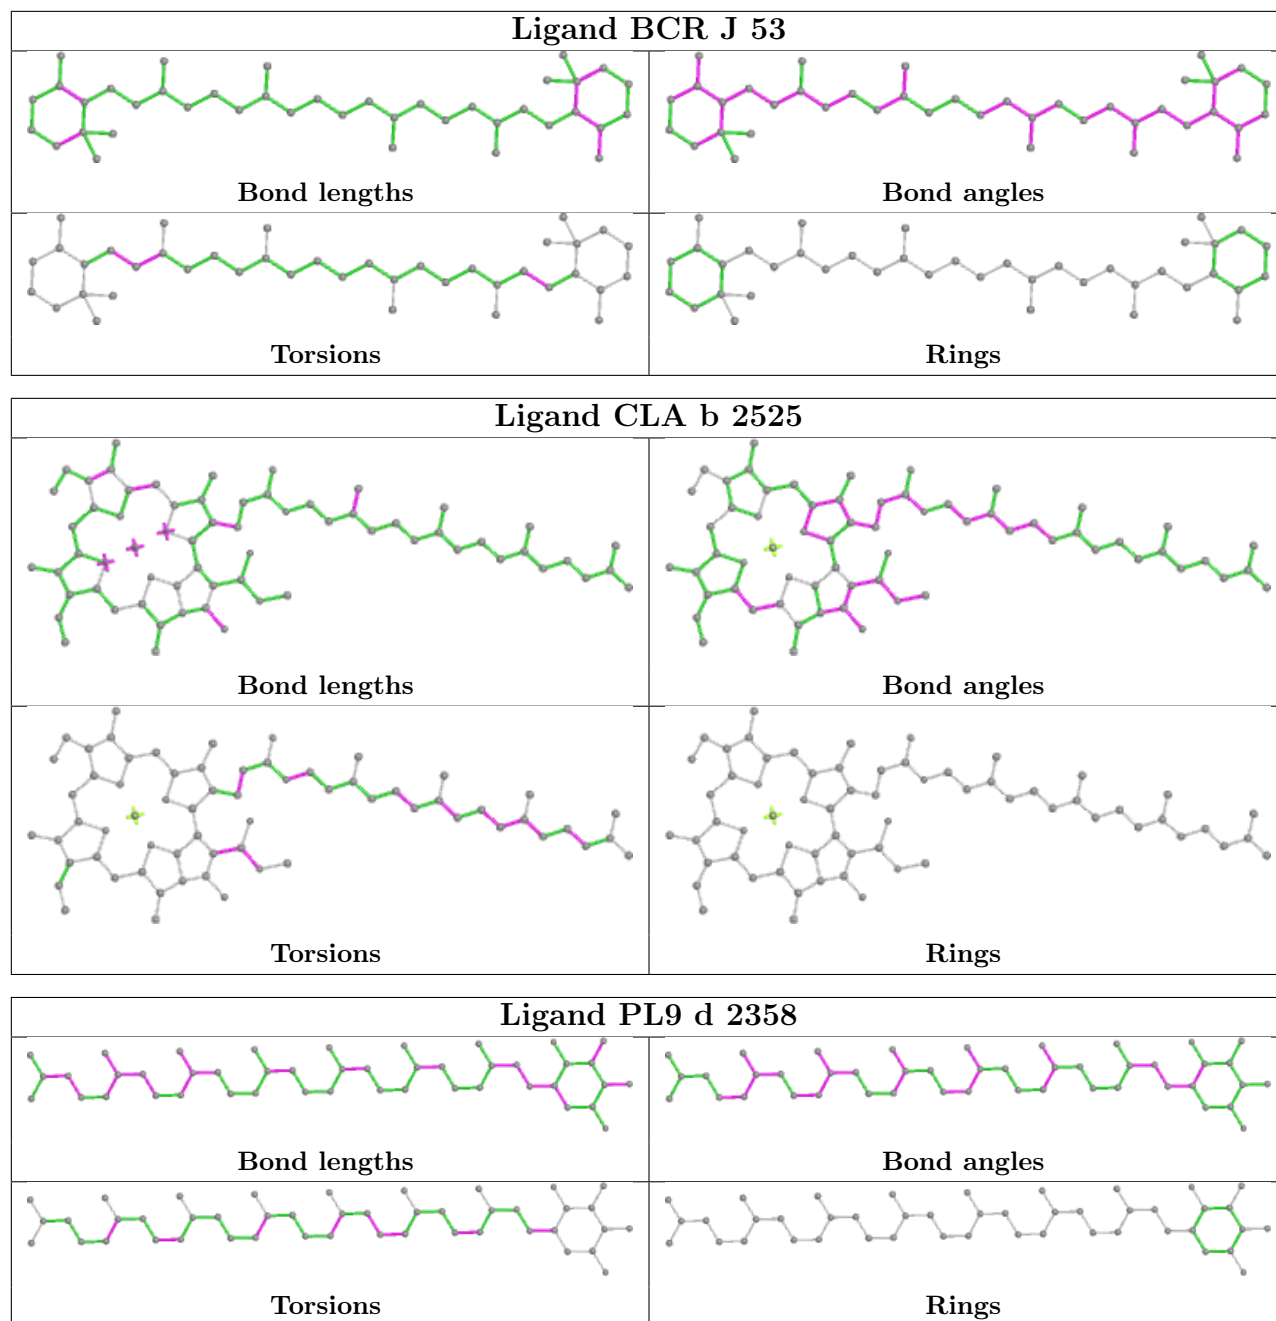 Ligand BCR J 53
Bond lengths
Bond angles
Torsions
Rings
Ligand CLA b 2525
Bond lengths
Bond angles
Torsions
Rings
Ligand PL9 d 2358
Bond lengths
Bond angles
Torsions
Rings